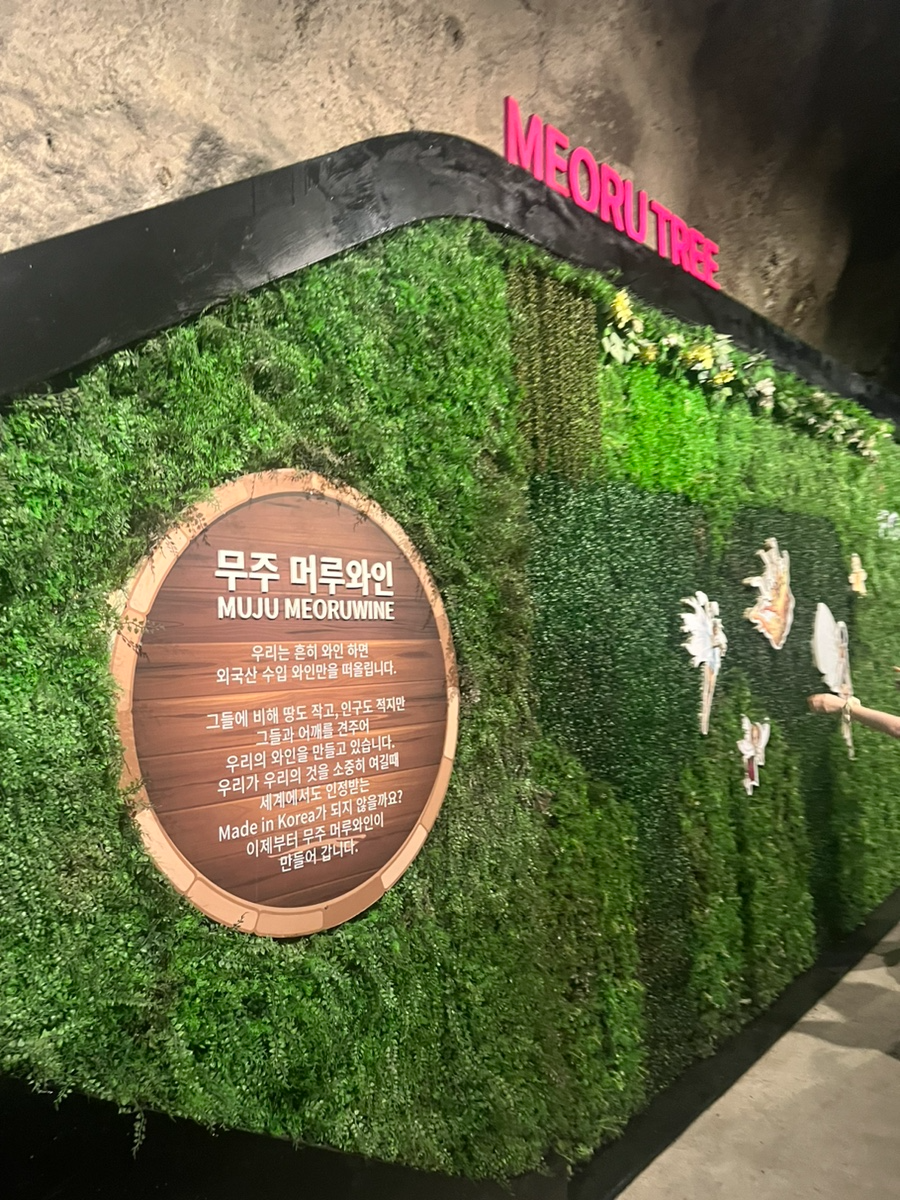 MEORU TREE
무주 머루와인
MUJU MEORUWINE
우리는 흔히 와인 하면
외국산 수입 와인만을 떠올립니다.
그들에 비해 땅도 작고, 인구도 적지만
그들과 어깨를 견주어
우리의 와인을 만들고 있습니다.
우리가 우리의 것을 소중히 여길때
세계에서도 인정받는
Made in Korea가 되지 않을까요?
이제부터 무주 머루와인이
만들어 갑니다.